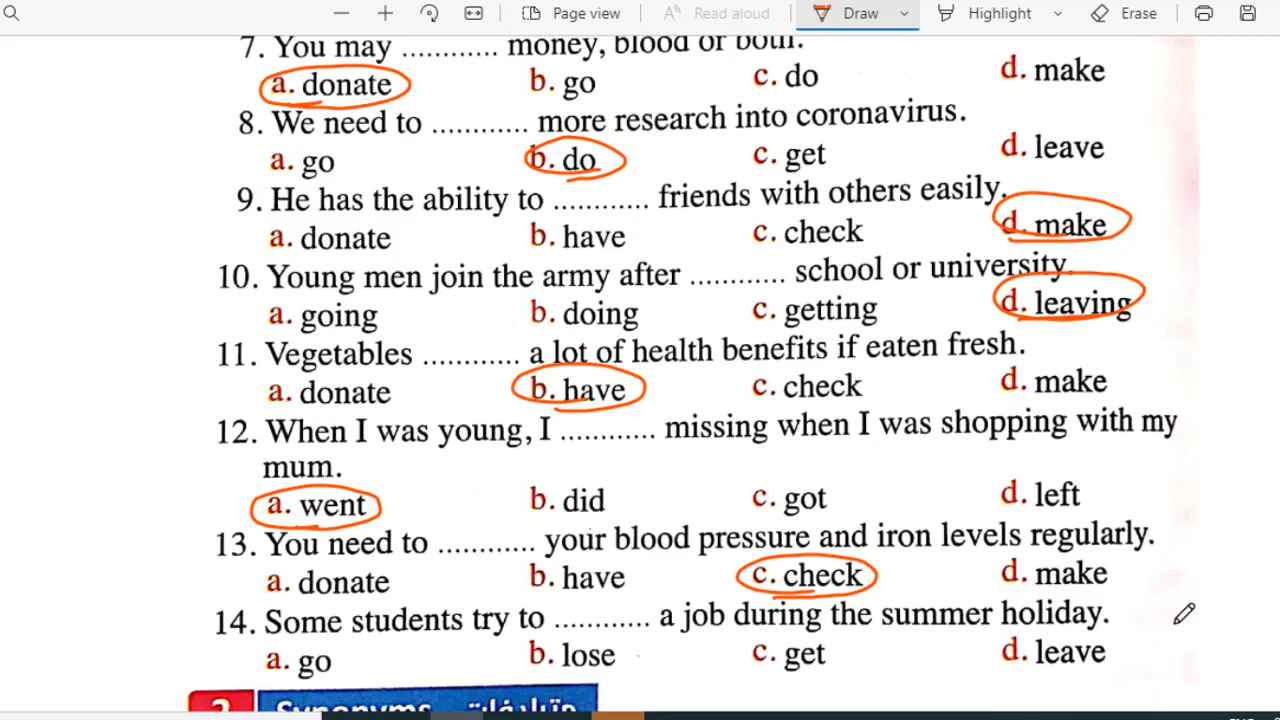 Page view
Read aloud
Draw
Highlight
Erase
7. You may ............ money, blood or both.
a. donate b. go c. do d. make
8. We need to ............ more research into coronavirus.
a. go b. do c. get d. leave
9. He has the ability to ............ friends with others easily.
a. donate b. have c. check d. make
10. Young men join the army after ............ school or university.
a. going b. doing c. getting d. leaving
11. Vegetables ............ a lot of health benefits if eaten fresh.
a. donate b. have c. check d. make
12. When I was young, I ............ missing when I was shopping with my
mum.
a. went b. did c. got d. left
13. You need to ............ your blood pressure and iron levels regularly.
a. donate b. have c. check d. make
14. Some students try to ............ a job during the summer holiday.
a. go b. lose c. get d. leave
2 Synonyms مترادفات